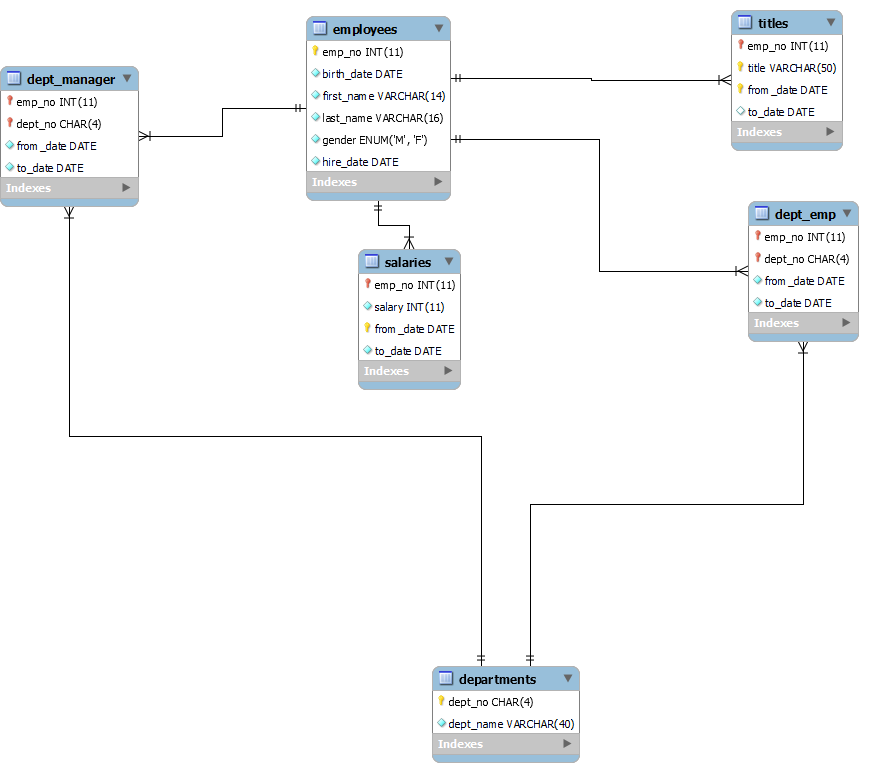 employees
emp_no INT(11)
birth_date DATE
first_name VARCHAR(14)
last_name VARCHAR(16)
gender ENUM('M', 'F')
hire_date DATE
Indexes
titles
emp_no INT(11)
title VARCHAR(50)
from_date DATE
to_date DATE
Indexes
dept_manager
emp_no INT(11)
dept_no CHAR(4)
from_date DATE
to_date DATE
Indexes
dept_emp
emp_no INT(11)
dept_no CHAR(4)
from_date DATE
to_date DATE
Indexes
salaries
emp_no INT(11)
salary INT(11)
from_date DATE
to_date DATE
Indexes
departments
dept_no CHAR(4)
dept_name VARCHAR(40)
Indexes